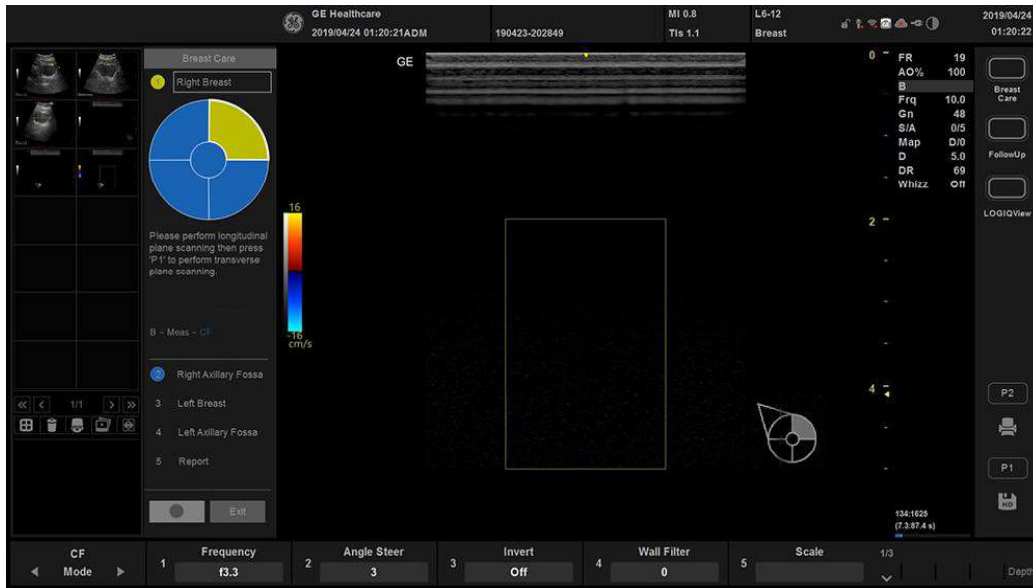 GE Healthcare
2019/04/24 01:20:21ADM
190423-202849
MI 0.8
TIs 1.1
L6-12
Breast
2019/04/24
01:20:22
Breast Care
1 Right Breast
Please perform longitudinal
plane scanning then press
'P1' to perform transverse
plane scanning.
B - Meas - CF
2 Right Axillary Fossa
3 Left Breast
4 Left Axillary Fossa
5 Report
Exit
1/1
GE
16
-16
cm/s
0
2
4
FR 19
AO% 100
B
Frq 10.0
Gn 48
S/A 0/5
Map D/0
D 5.0
DR 69
Whizz Off
134:1625
(7.3:87.4 s)
Breast
Care
FollowUp
LOGIQView
P2
P1
HD
CF
Mode
1 Frequency
f3.3
2 Angle Steer
3
3 Invert
Off
4 Wall Filter
0
5 Scale
1/3
Depth